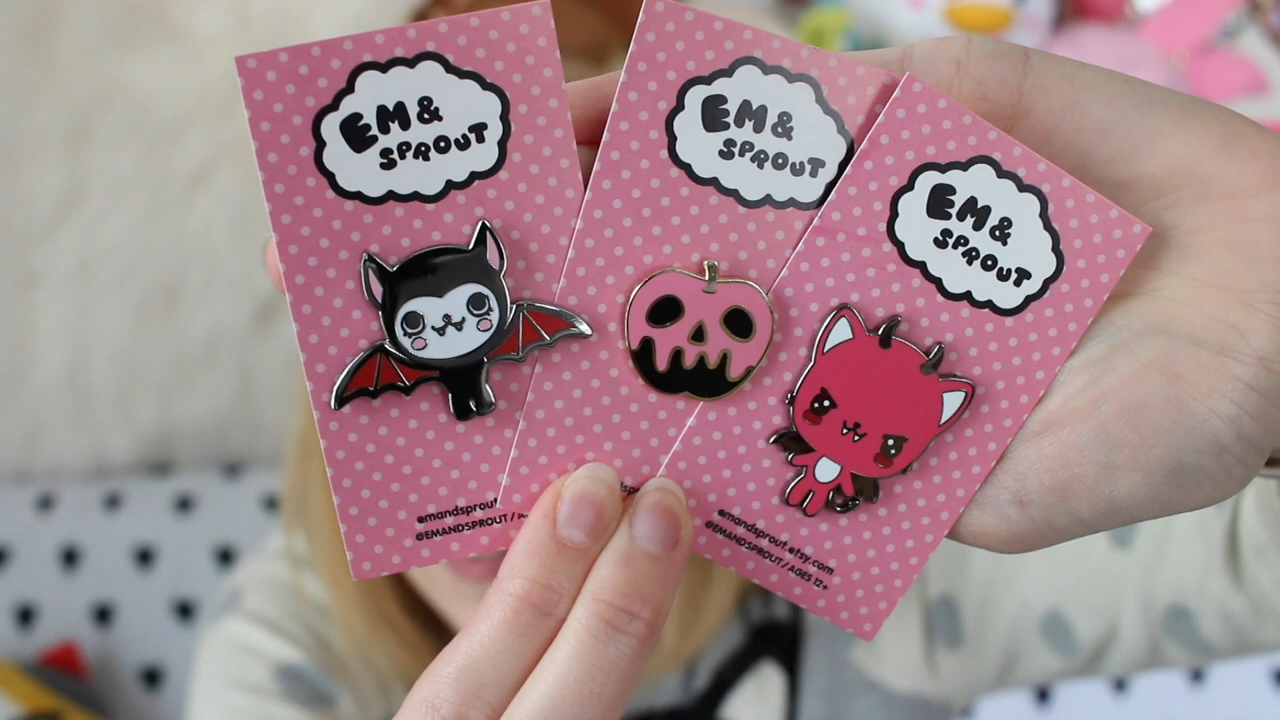 EM &
SPROUT
EM &
SPROUT
EM &
SPROUT
emandsprout
@EMANDSPROUT /
emandsprout.etsy.com
@EMANDSPROUT / AGES 12+